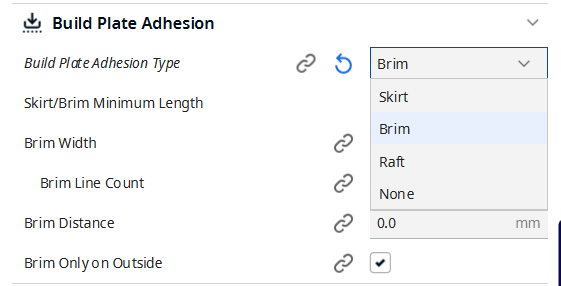 Build Plate Adhesion
Build Plate Adhesion Type
Brim
Skirt
Brim
Raft
None
Skirt/Brim Minimum Length
Brim Width
Brim Line Count
Brim Distance
0.0 mm
Brim Only on Outside